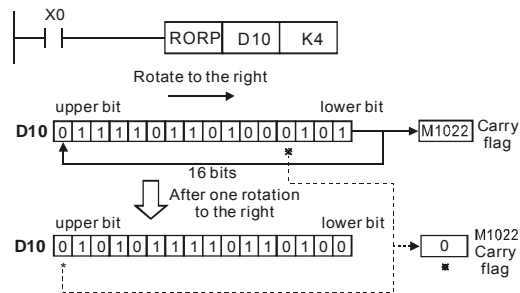 X0
RORP D10 K4
Rotate to the right
upper bit lower bit
D10 0 1 1 1 1 0 1 1 0 1 0 0 0 1 0 1 M1022 Carry flag
※
16 bits
After one rotation
to the right
upper bit lower bit
D10 0 1 0 1 0 1 1 1 1 0 1 1 0 1 0 0 0 M1022 Carry flag
* ※